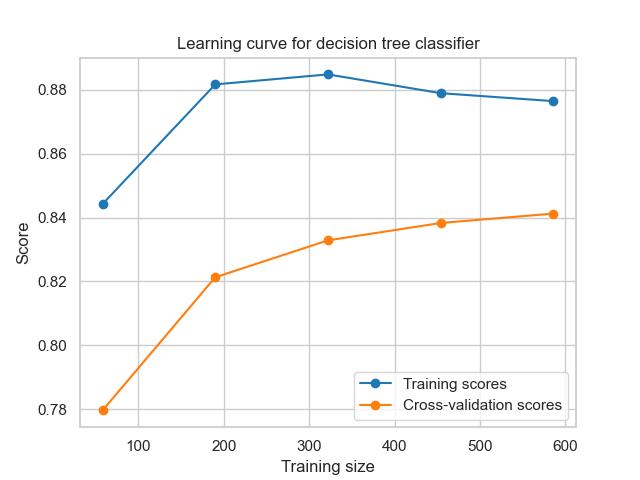 Learning curve for decision tree classifier
0.88
0.86
0.84
0.82
0.80
0.78
Score
Training scores
Cross-validation scores
100 200 300 400 500 600
Training size